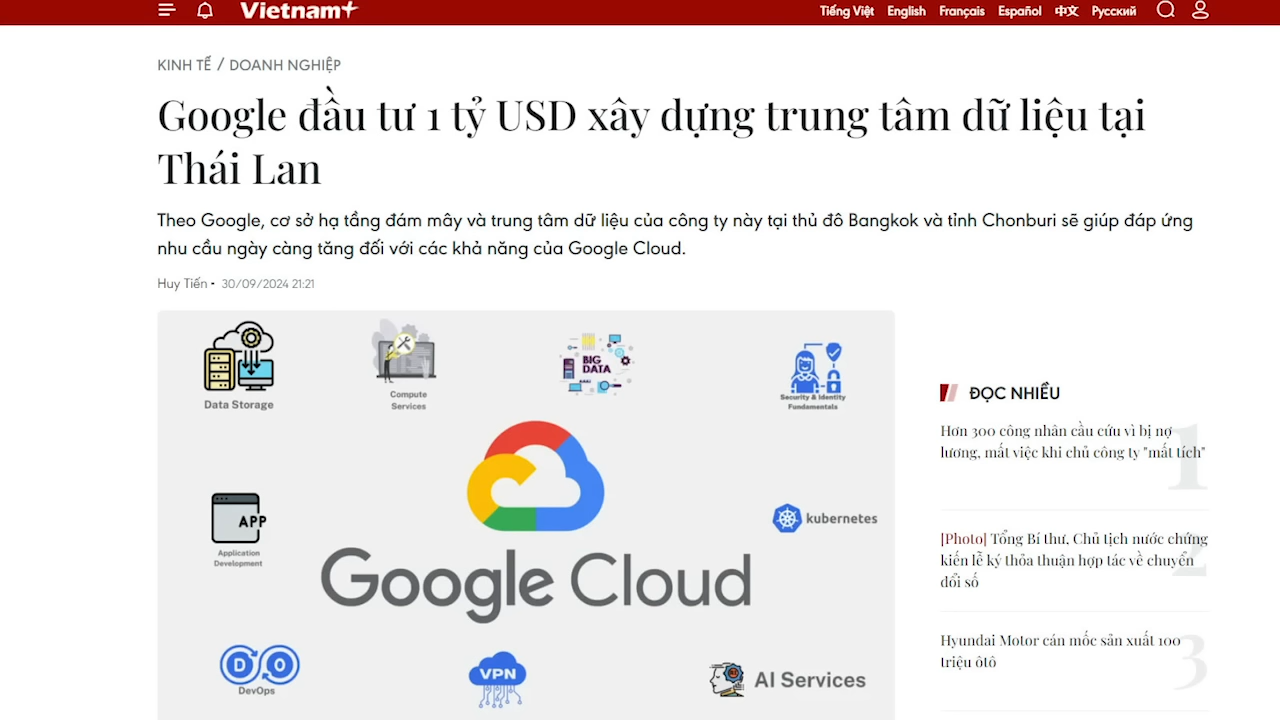 Vietnam+
Tiếng Việt English Français Español 中文 Русский
KINH TẾ / DOANH NGHIỆP
Google đầu tư 1 tỷ USD xây dựng trung tâm dữ liệu tại
Thái Lan
Theo Google, cơ sở hạ tầng đám mây và trung tâm dữ liệu của công ty này tại thủ đô Bangkok và tỉnh Chonburi sẽ giúp đáp ứng
nhu cầu ngày càng tăng đối với các khả năng của Google Cloud.
Huy Tiến • 30/09/2024 21:21
Data Storage
Compute
Services
BIG
DATA
Security & Identity
Fundamentals
APP
Application
Development
kubernetes
Google Cloud
DO
DevOps
VPN
AI Services
ĐỌC NHIỀU
Hơn 300 công nhân cầu cứu vì bị nợ
lương, mất việc khi chủ công ty "mất tích"
1
[Photo] Tổng Bí thư, Chủ tịch nước chứng
kiến lễ ký thỏa thuận hợp tác về chuyển
đổi số
2
Hyundai Motor cán mốc sản xuất 100
triệu ôtô
3